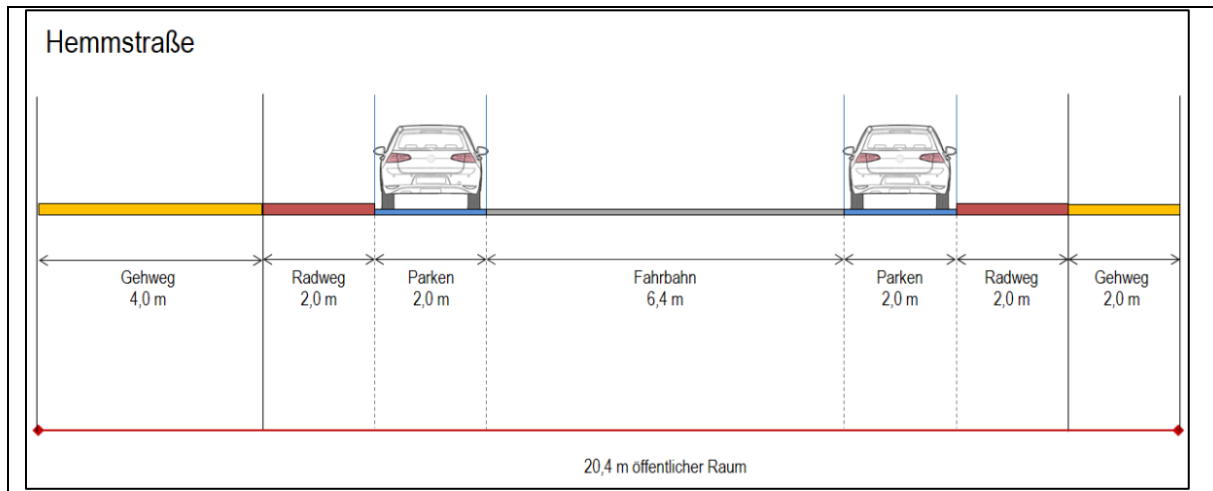 Hemmstraße
Gehweg
4,0 m
Radweg
2,0 m
Parken
2,0 m
Fahrbahn
6,4 m
Parken
2,0 m
Radweg
2,0 m
Gehweg
2,0 m
20,4 m öffentlicher Raum